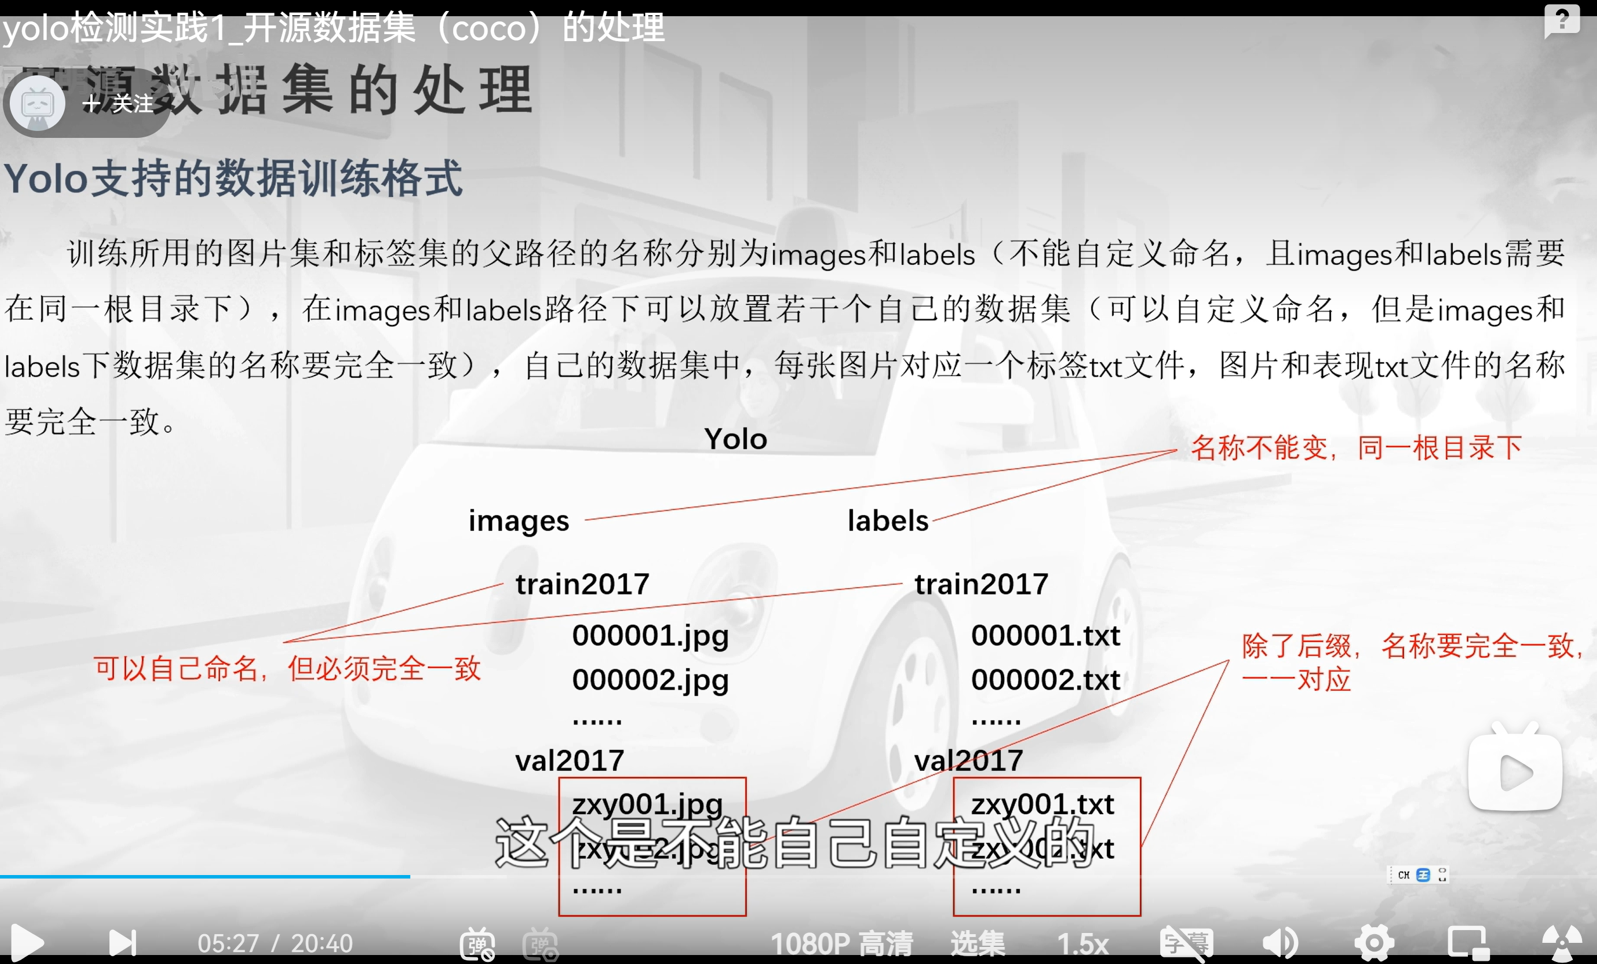 yolo检测实践1_开源数据集（coco）的处理
开源数据集的处理
+ 关注
Yolo支持的数据训练格式
训练所用的图片集和标签集的父路径的名称分别为images和labels（不能自定义命名，且images和labels需要
在同一根目录下），在images和labels路径下可以放置若干个自己的数据集（可以自定义命名，但是images和
labels下数据集的名称要完全一致），自己的数据集中，每张图片对应一个标签txt文件，图片和表现txt文件的名称
要完全一致。
Yolo
名称不能变，同一根目录下
images labels
train2017 train2017
000001.jpg 000001.txt
000002.jpg 000002.txt
…… ……
可以自己命名，但必须完全一致
除了后缀，名称要完全一致，
一一对应
val2017 val2017
zxy001.jpg zxy001.txt
zxy002.jpg zxy002.txt
…… ……
这个是不能自己自定义的
CH
05:27 / 20:40
弹
弹
1080P 高清
选集
1.5x
字幕